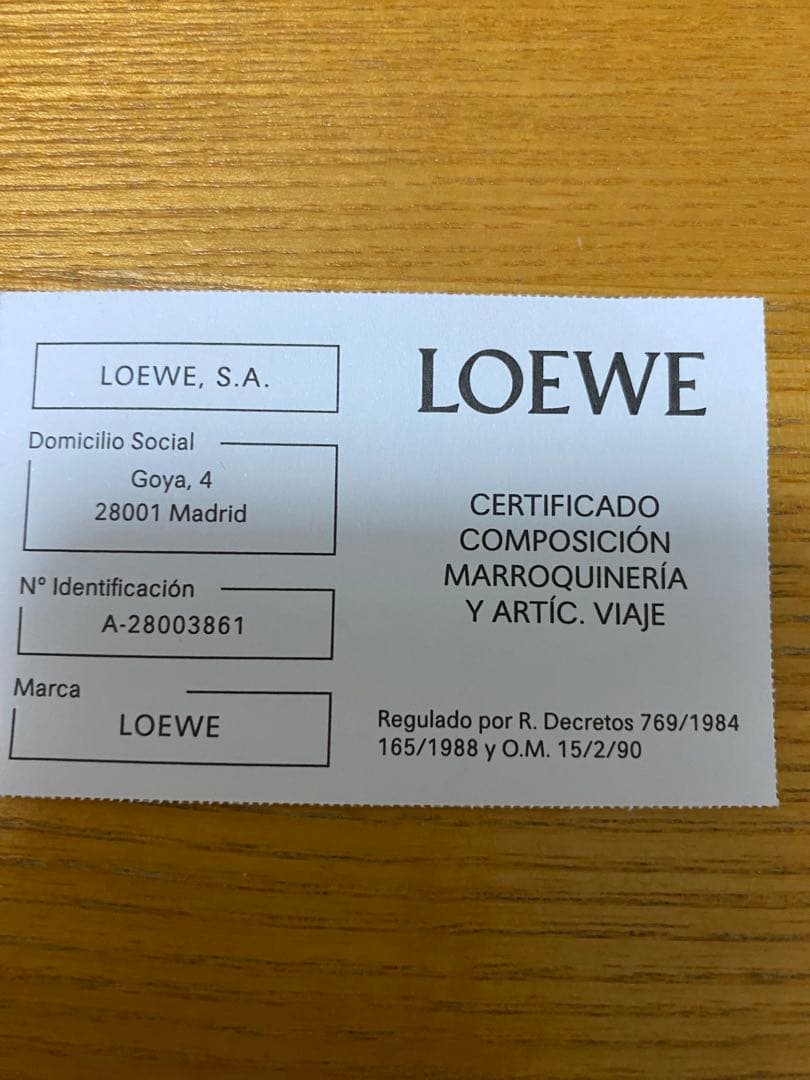 LOEWE, S.A.
Domicilio Social
Goya, 4
28001 Madrid
Nº Identificación
A-28003861
Marca
LOEWE
LOEWE
CERTIFICADO
COMPOSICIÓN
MARROQUINERÍA
Y ARTÍC. VIAJE
Regulado por R. Decretos 769/1984
165/1988 y O.M. 15/2/90